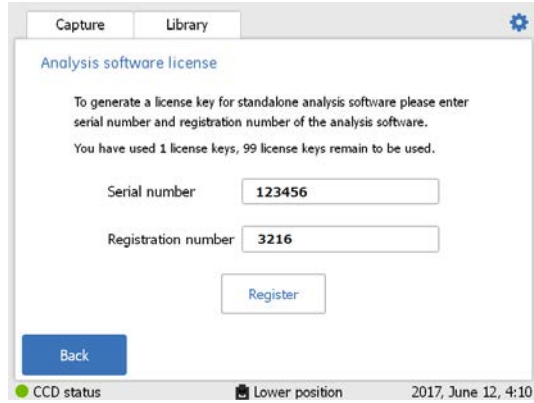 Capture Library
Analysis software license
To generate a license key for standalone analysis software please enter
serial number and registration number of the analysis software.
You have used 1 license keys, 99 license keys remain to be used.
Serial number 123456
Registration number 3216
Register
Back
CCD status Lower position 2017, June 12, 4:10